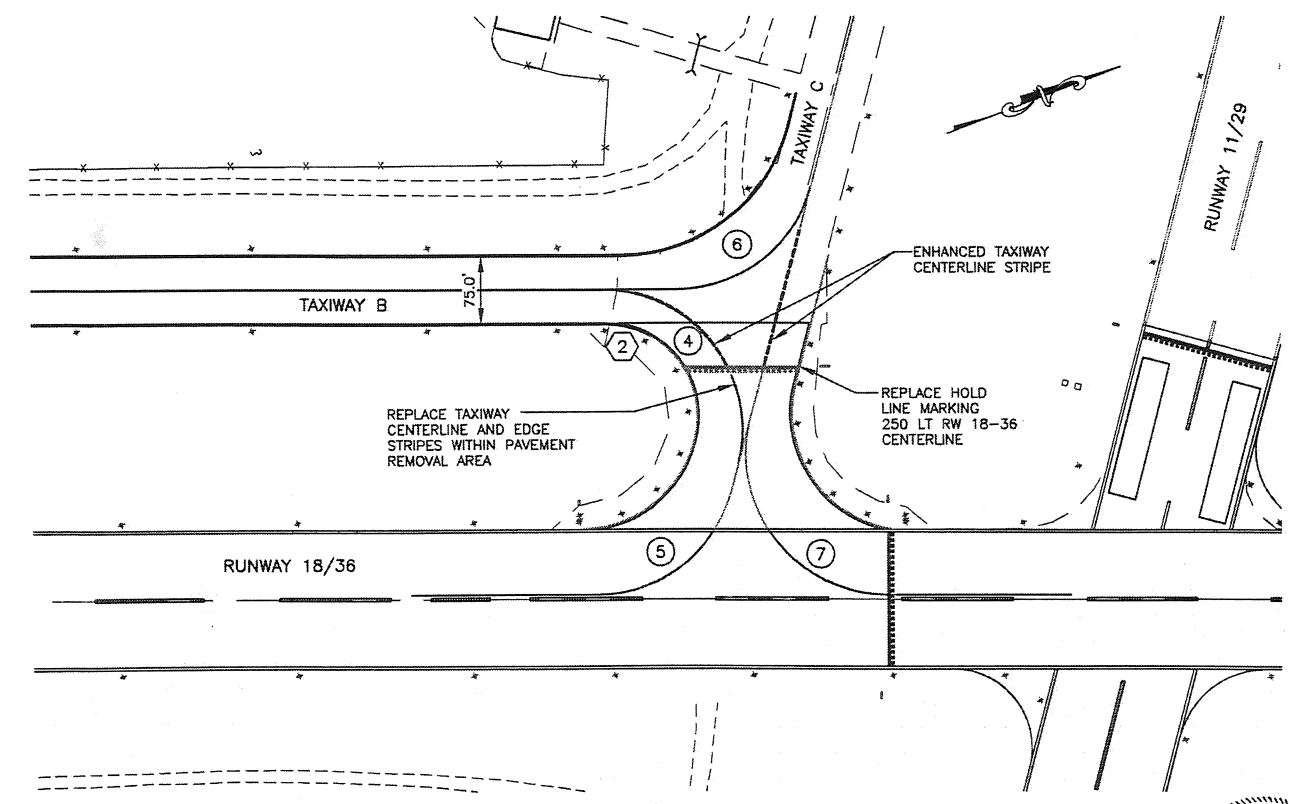 TAXIWAY C
RUNWAY 11/29
6
ENHANCED TAXIWAY
CENTERLINE STRIPE
75.0'
TAXIWAY B
2
4
REPLACE TAXIWAY
CENTERLINE AND EDGE
STRIPES WITHIN PAVEMENT
REMOVAL AREA
REPLACE HOLD
LINE MARKING
250 LT RW 18-36
CENTERLINE
5
7
RUNWAY 18/36